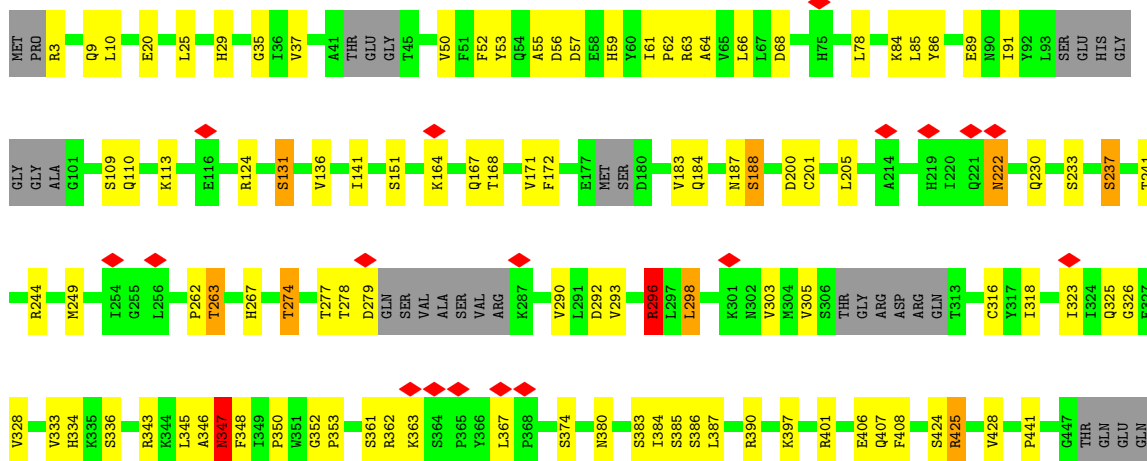 MET PRO R3 Q9 L10 E20 L25 H29 G35 I36 V37 A41 THR GLU GLY T45 V50 F51 F52 Y53 Q54 A55 D56 D57 E58 H59 Y60 I61 P62 R63 A64 V65 L66 L67 D68 H75 L78 K84 L85 Y86 E89 N90 I91 Y92 L93 SER GLU HIS GLY
GLY GLY ALA G101 S109 Q110 K113 E116 R124 S131 V136 I141 S151 K164 Q167 T168 V171 F172 E177 MET SER D180 V183 Q184 N187 S188 D200 C201 L205 A214 H219 I220 Q221 N222 Q230 S233 S237 T241
R244 M249 I254 G255 L256 P262 T263 H267 T274 T277 T278 D279 GLN SER VAL ALA SER VAL ARG K287 V290 L291 D292 V293 R296 L297 L298 K301 N302 V303 M304 V305 S306 THR GLY ARG ASP ARG GLN T313 C316 Y317 I318 I323 I324 Q325 G326 E327
V328 V333 H334 K335 S336 R343 K344 L345 A346 N347 F348 I349 P350 W351 G352 P353 S361 R362 K363 S364 P365 Y366 L367 P368 S374 N380 S383 I384 S385 S386 L387 R390 K397 R401 E406 Q407 F408 S424 R425 V428 P441 G447 THR GLN GLU GLN